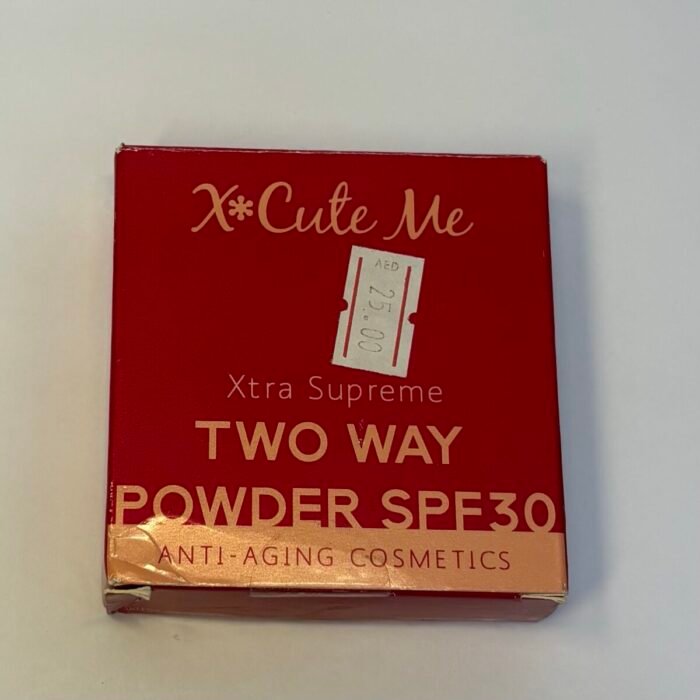 X*Cute Me
AED
25.00
Xtra Supreme
TWO WAY
POWDER SPF30
ANTI-AGING COSMETICS